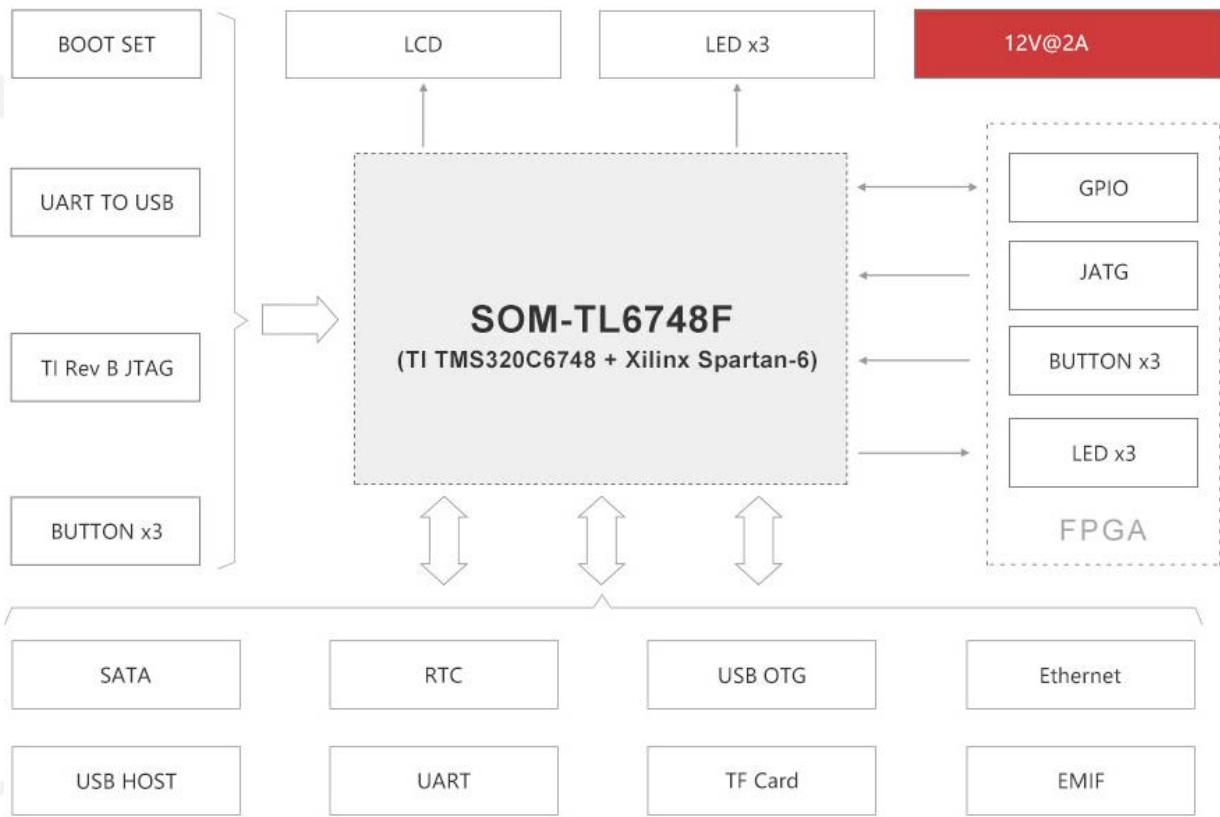 BOOT SET
LCD
LED x3
12V@2A
UART TO USB
TI Rev B JTAG
BUTTON x3
SOM-TL6748F
(TI TMS320C6748 + Xilinx Spartan-6)
GPIO
JATG
BUTTON x3
LED x3
FPGA
SATA
RTC
USB OTG
Ethernet
USB HOST
UART
TF Card
EMIF